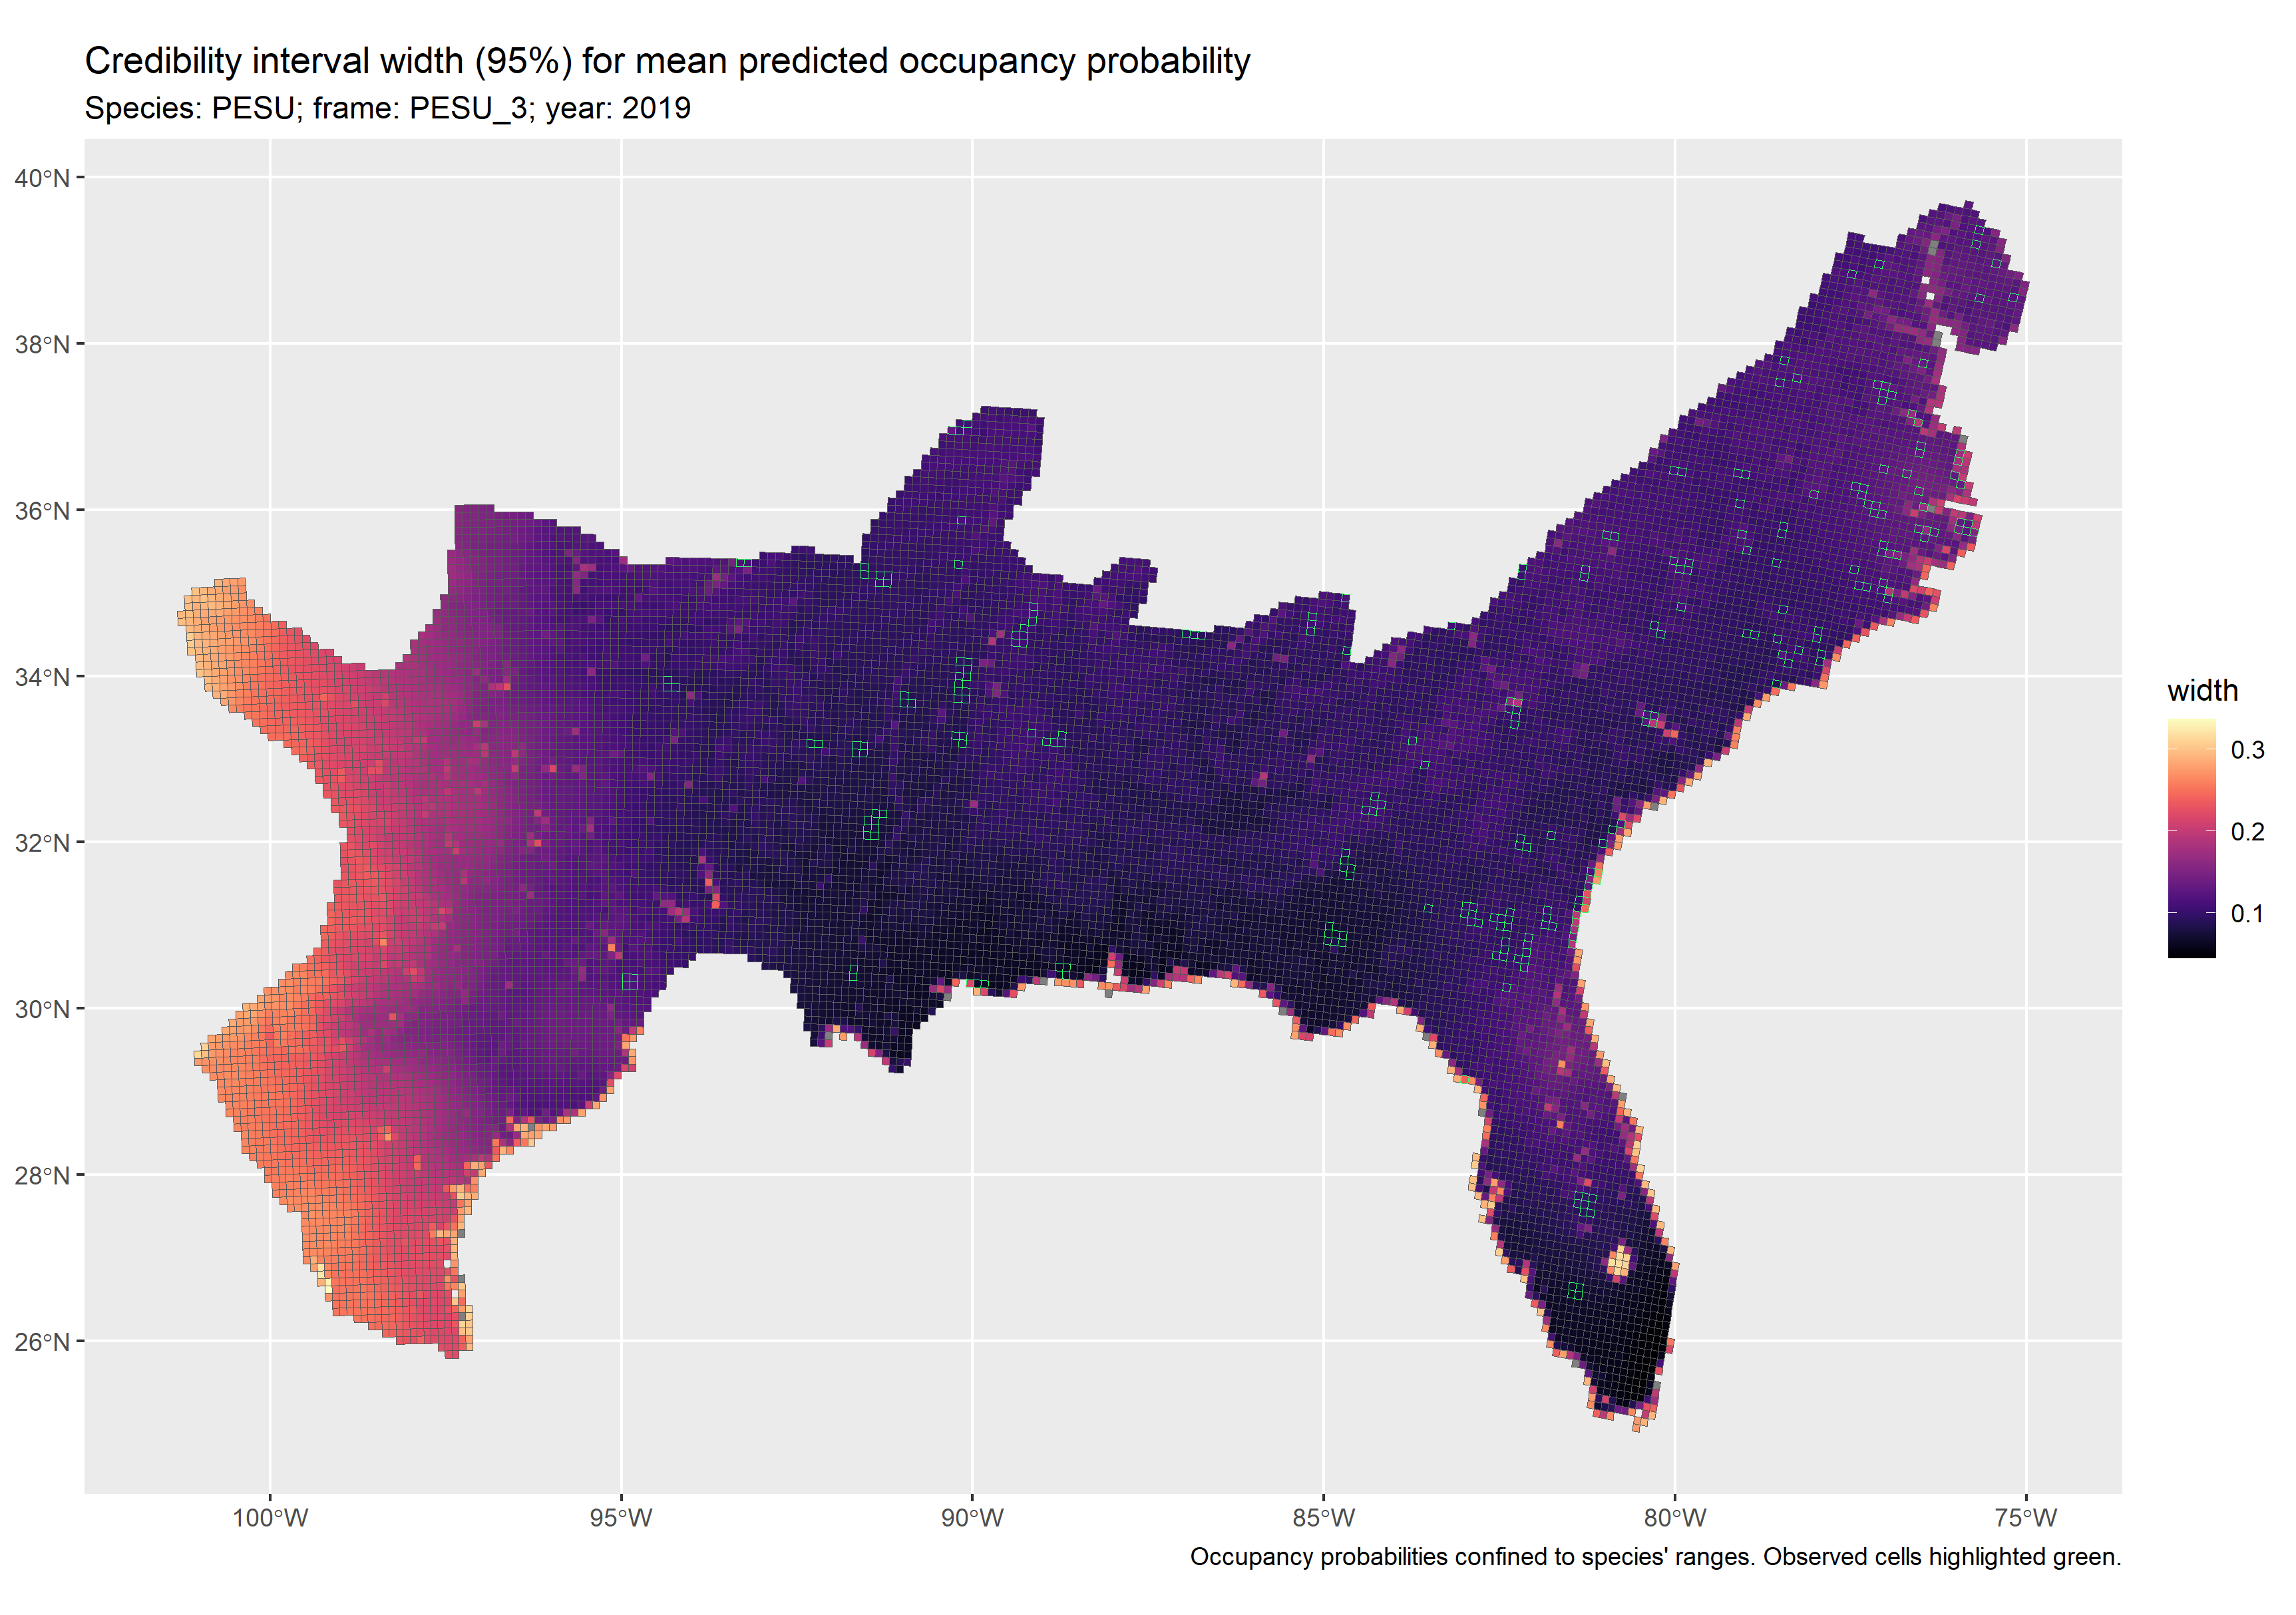 Credibility interval width (95%) for mean predicted occupancy probability
Species: PESU; frame: PESU_3; year: 2019
40°N
38°N
36°N
34°N
32°N
30°N
28°N
26°N
100°W
95°W
90°W
85°W
80°W
75°W
width
0.3
0.2
0.1
Occupancy probabilities confined to species' ranges. Observed cells highlighted green.